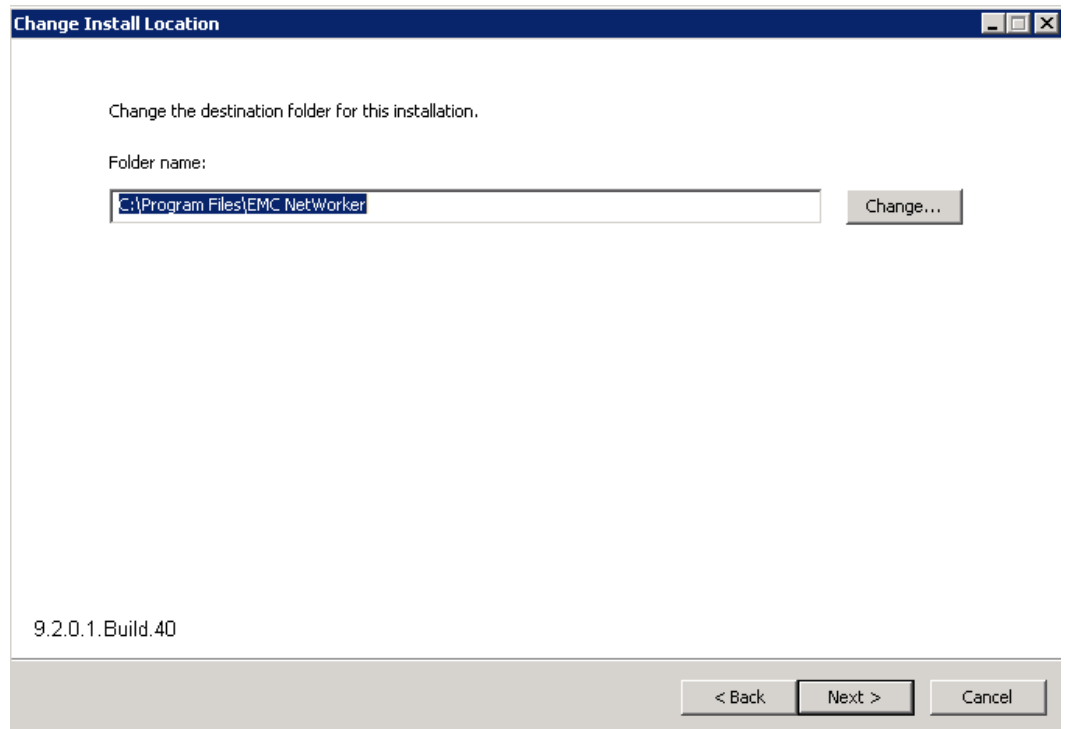 Change Install Location
Change the destination folder for this installation.
Folder name:
C:\Program Files\EMC NetWorker
Change...
9.2.0.1.Build.40
< Back
Next >
Cancel